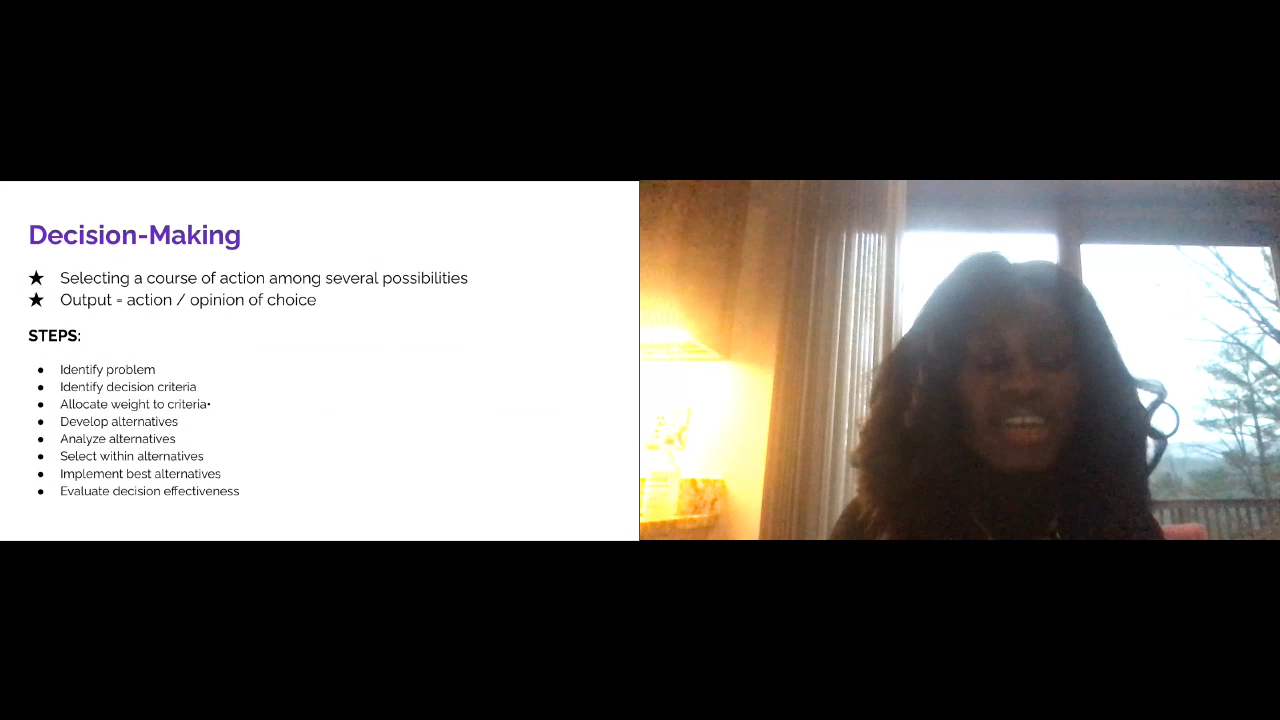 Decision-Making
★ Selecting a course of action among several possibilities
★ Output = action / opinion of choice
STEPS:
● Identify problem
● Identify decision criteria
● Allocate weight to criteria•
● Develop alternatives
● Analyze alternatives
● Select within alternatives
● Implement best alternatives
● Evaluate decision effectiveness